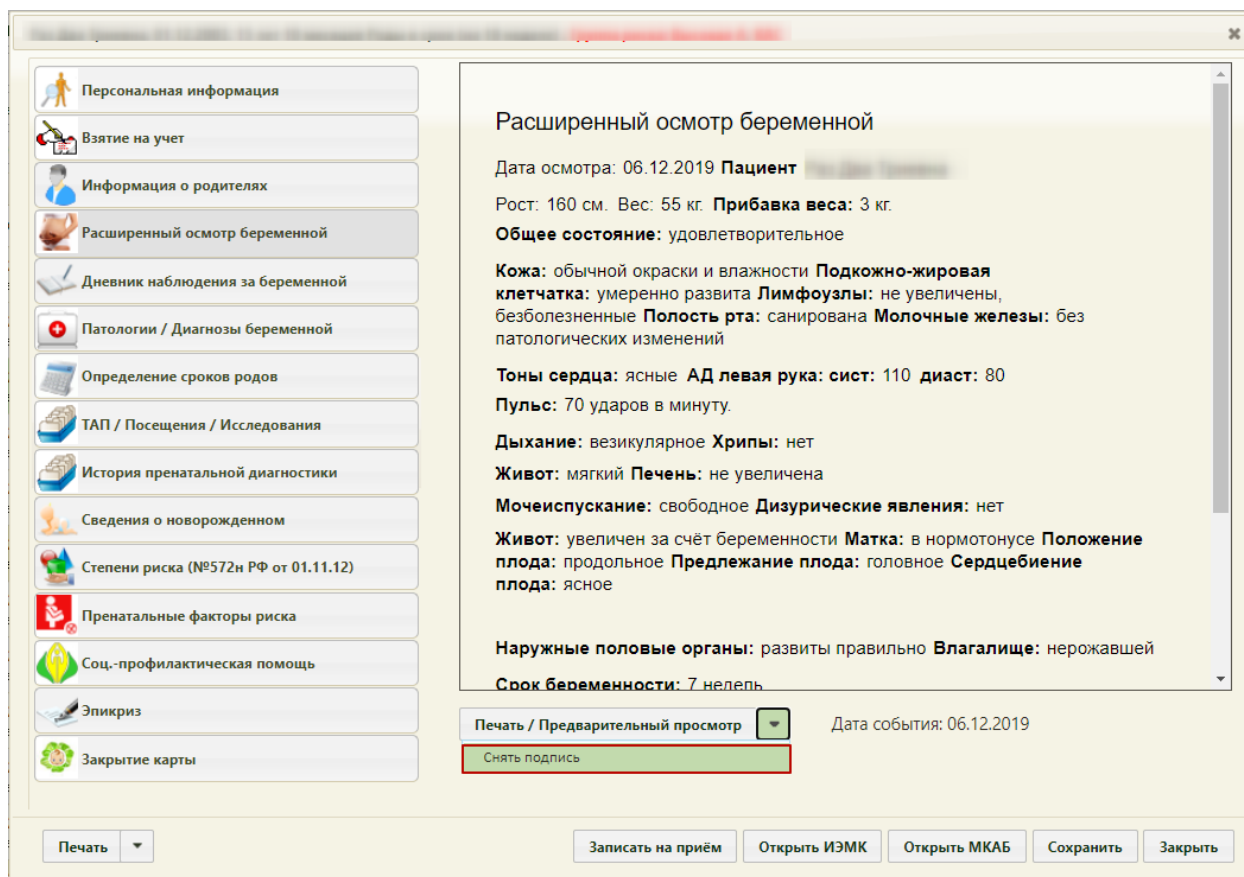 Персональная информация
Взятие на учет
Информация о родителях
Расширенный осмотр беременной
Дневник наблюдения за беременной
Патологии / Диагнозы беременной
Определение сроков родов
ТАП / Посещения / Исследования
История пренатальной диагностики
Сведения о новорожденном
Степени риска (№572н РФ от 01.11.12)
Пренатальные факторы риска
Соц.-профилактическая помощь
Эпикриз
Закрытие карты
Расширенный осмотр беременной
Дата осмотра: 06.12.2019 Пациент
Рост: 160 см. Вес: 55 кг. Прибавка веса: 3 кг.
Общее состояние: удовлетворительное
Кожа: обычной окраски и влажности Подкожно-жировая
клетчатка: умеренно развита Лимфоузлы: не увеличены,
безболезненные Полость рта: санирована Молочные железы: без
патологических изменений
Тоны сердца: ясные АД левая рука: сист: 110 диаст: 80
Пульс: 70 ударов в минуту.
Дыхание: везикулярное Хрипы: нет
Живот: мягкий Печень: не увеличена
Мочеиспускание: свободное Дизурические явления: нет
Живот: увеличен за счёт беременности Матка: в нормотонусе Положение
плода: продольное Предлежание плода: головное Сердцебиение
плода: ясное
Наружные половые органы: развиты правильно Влагалище: нерожавшей
Срок беременности: 7 недель
Печать / Предварительный просмотр
Дата события: 06.12.2019
Снять подпись
Печать
Записать на приём
Открыть ИЭМК
Открыть МКАБ
Сохранить
Закрыть